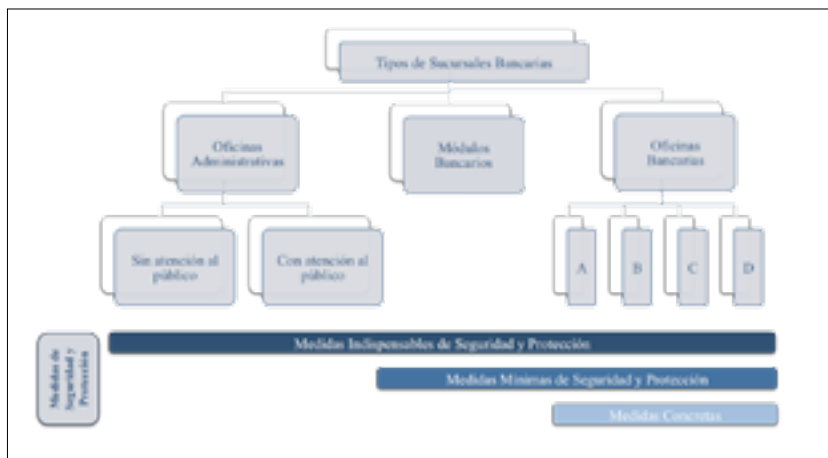 Tipos de Sucursales Bancarias
Oficinas
Administrativas
Módulos
Bancarios
Oficinas
Bancarias
Sin atención al
público
Con atención al
público
A
B
C
D
Medidas de
Seguridad y
Protección
Medidas Indispensables de Seguridad y Protección
Medidas Mínimas de Seguridad y Protección
Medidas Concretas